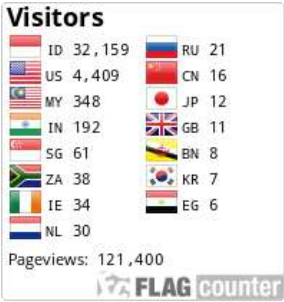 Visitors
ID 32,159 RU 21
US 4,409 CN 16
MY 348 JP 12
IN 192 GB 11
SG 61 BN 8
ZA 38 KR 7
IE 34 EG 6
NL 30
Pageviews: 121,400
FLAG counter